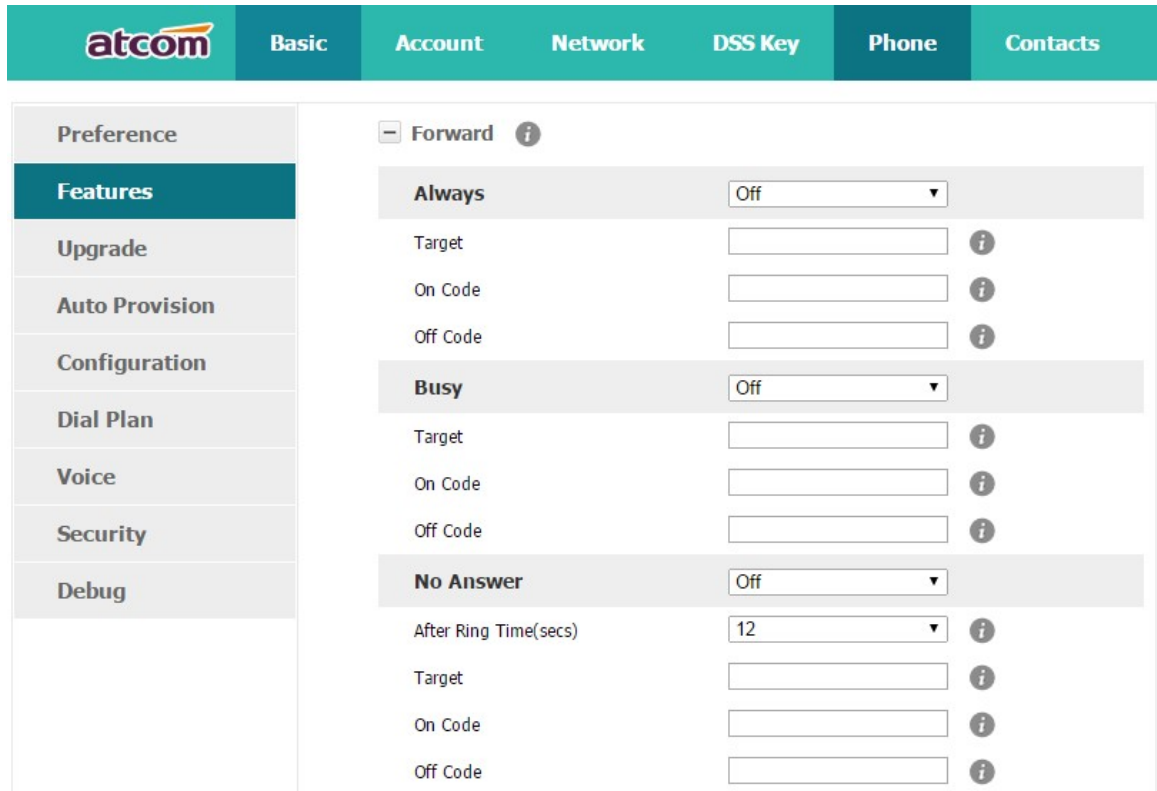 atcom Basic Account Network DSS Key Phone Contacts
Preference
Features
Upgrade
Auto Provision
Configuration
Dial Plan
Voice
Security
Debug
Forward
Always Off
Target
On Code
Off Code
Busy Off
Target
On Code
Off Code
No Answer Off
After Ring Time(secs) 12
Target
On Code
Off Code